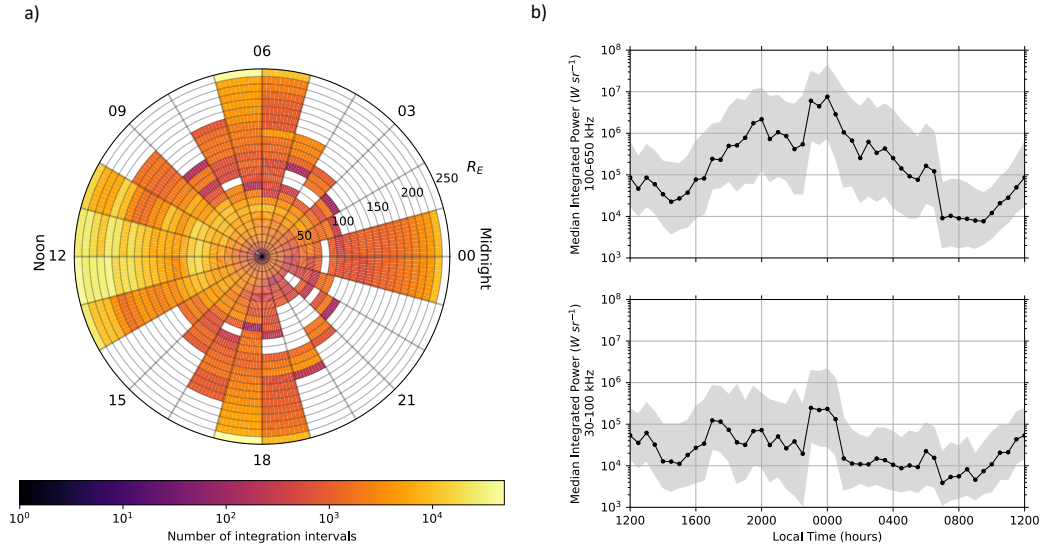 a)
06
09
03
R_E
250
200
150
100
50
Noon
12
00
Midnight
15
21
18
10^0
10^1
10^2
10^3
10^4
Number of integration intervals
b)
Median Integrated Power (W sr^−1)
100-650 kHz
10^8
10^7
10^6
10^5
10^4
10^3
Median Integrated Power (W sr^−1)
30-100 kHz
10^8
10^7
10^6
10^5
10^4
10^3
1200 1600 2000 0000 0400 0800 1200
Local Time (hours)